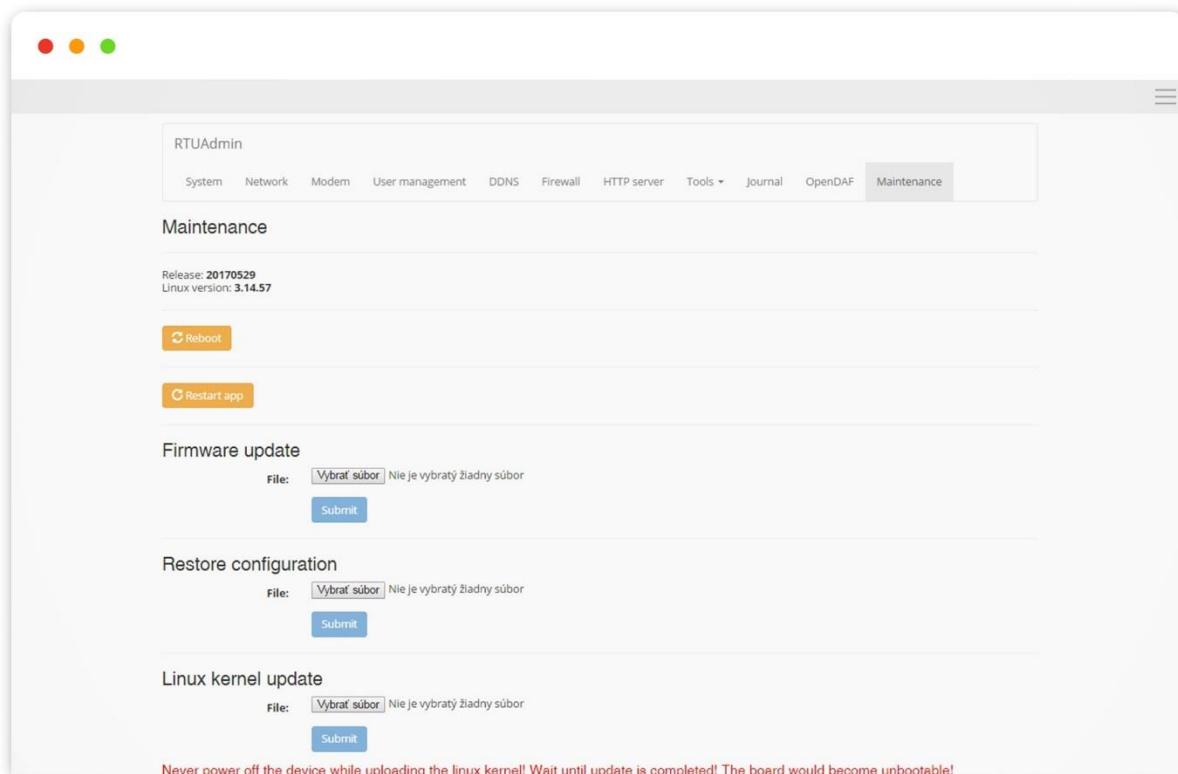 RTUAdmin
System Network Modem User management DDNS Firewall HTTP server Tools Journal OpenDAF Maintenance
Maintenance
Release: 20170529
Linux version: 3.14.57
Reboot
Restart app
Firmware update
File: Vybrať súbor Nie je vybratý žiadny súbor
Submit
Restore configuration
File: Vybrať súbor Nie je vybratý žiadny súbor
Submit
Linux kernel update
File: Vybrať súbor Nie je vybratý žiadny súbor
Submit
Never power off the device while uploading the linux kernel! Wait until update is completed! The board would become unbootable!